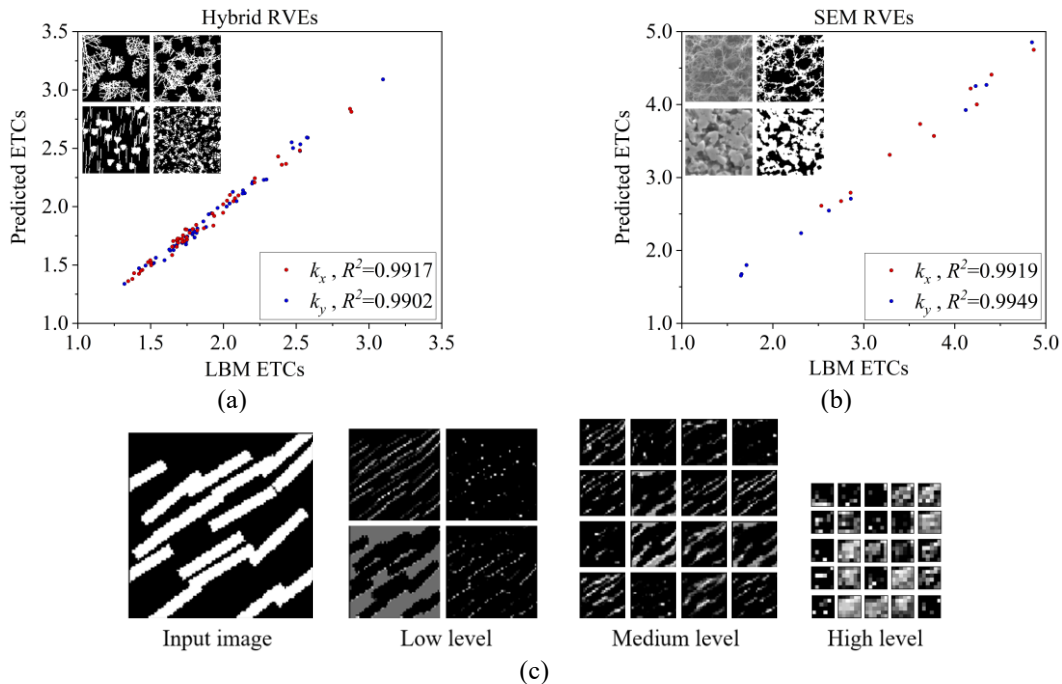 Hybrid RVEs
3.5
3.0
2.5
2.0
1.5
1.0
Predicted ETCs
kx , R²=0.9917
ky , R²=0.9902
1.0 1.5 2.0 2.5 3.0 3.5
LBM ETCs
(a)
SEM RVEs
5.0
4.0
3.0
2.0
1.0
Predicted ETCs
kx , R²=0.9919
ky , R²=0.9949
1.0 2.0 3.0 4.0 5.0
LBM ETCs
(b)
Input image Low level Medium level High level
(c)